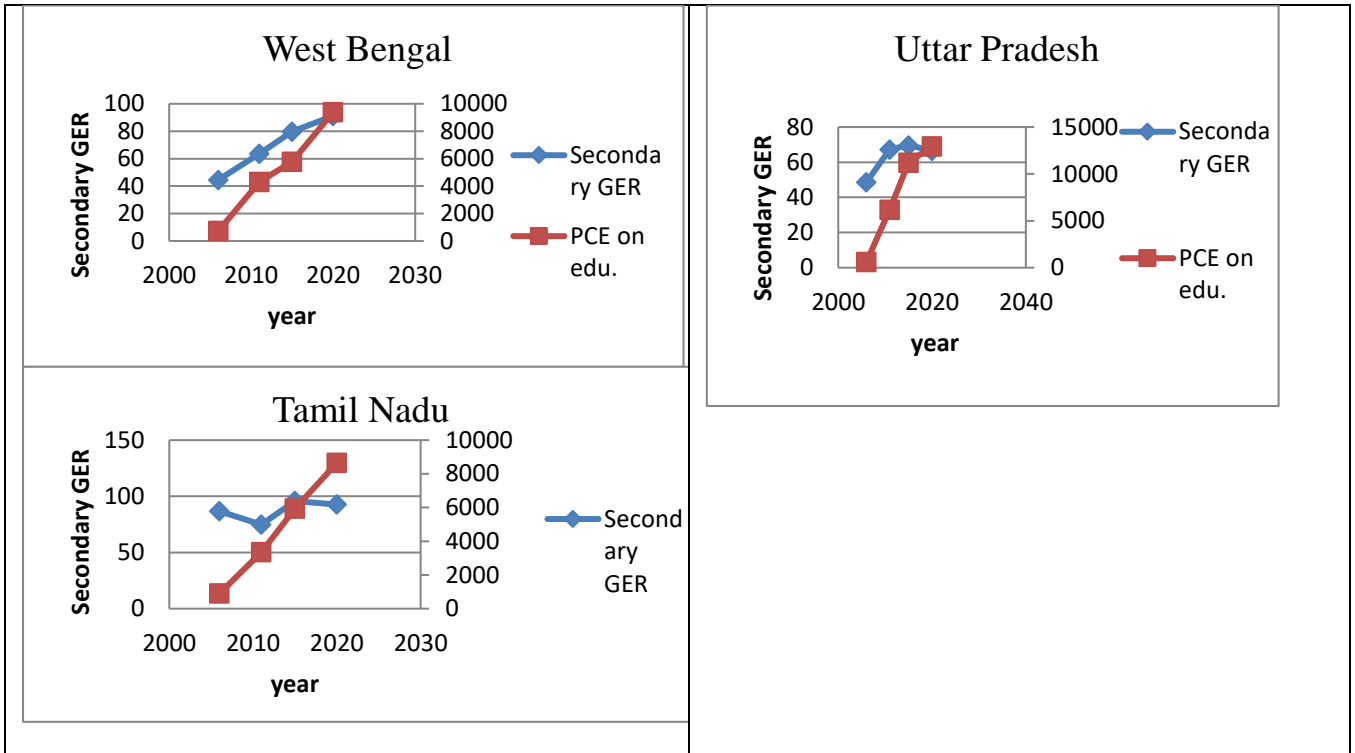 West Bengal
100
80
60
40
20
0
10000
8000
6000
4000
2000
0
2000 2010 2020 2030
Secondary GER
year
Seconda
ry GER
PCE on
edu.
Uttar Pradesh
80
60
40
20
0
15000
10000
5000
0
2000 2020 2040
Secondary GER
year
Seconda
ry GER
PCE on
edu.
Tamil Nadu
150
100
50
0
10000
8000
6000
4000
2000
0
2000 2010 2020 2030
Secondary GER
year
Second
ary
GER